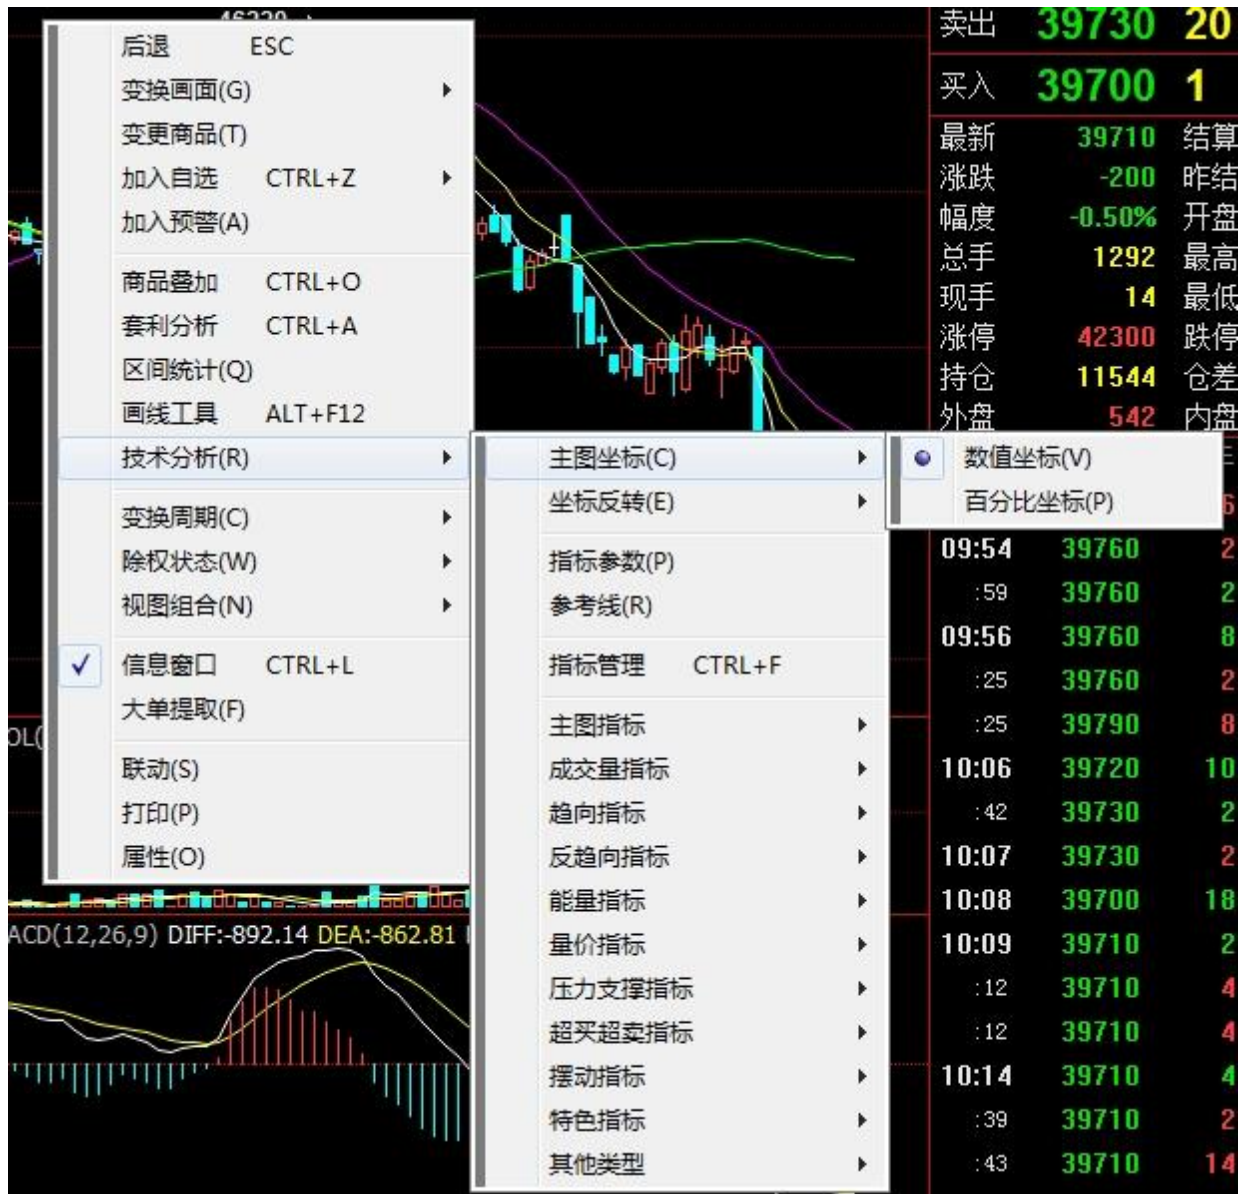 后退 ESC
变换画面(G)
变更商品(T)
加入自选 CTRL+Z
加入预警(A)
商品叠加 CTRL+O
套利分析 CTRL+A
区间统计(Q)
画线工具 ALT+F12
技术分析(R)
变换周期(C)
除权状态(W)
视图组合(N)
信息窗口 CTRL+L
大单提取(F)
联动(S)
打印(P)
属性(O)
主图坐标(C)
坐标反转(E)
指标参数(P)
参考线(R)
指标管理 CTRL+F
主图指标
成交量指标
趋向指标
反趋向指标
能量指标
量价指标
压力支撑指标
超买超卖指标
摆动指标
特色指标
其他类型
数值坐标(V)
百分比坐标(P)
卖出 39730 20
买入 39700 1
最新 39710 结算
涨跌 -200 昨结
幅度 -0.50% 开盘
总手 1292 最高
现手 14 最低
涨停 42300 跌停
持仓 11544 仓差
外盘 542 内盘
09:54 39760 2
:59 39760 2
09:56 39760 8
:25 39760 2
:25 39790 8
10:06 39720 10
:42 39730 2
10:07 39730 2
10:08 39700 18
10:09 39710 2
:12 39710 4
:12 39710 4
10:14 39710 4
:39 39710 2
:43 39710 14
OL(
ACD(12,26,9) DIFF:-892.14 DEA:-862.81